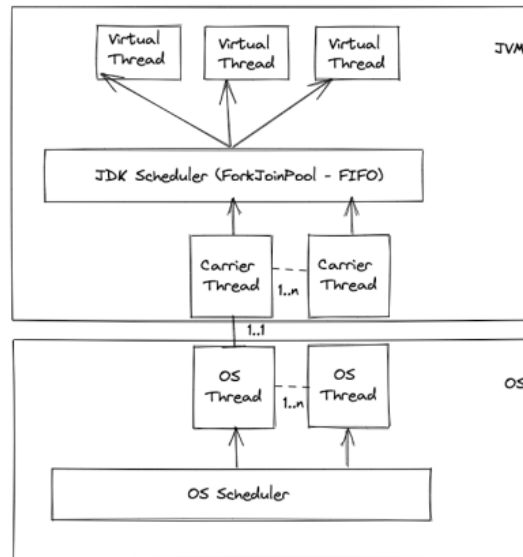 Virtual
Thread
Virtual
Thread
Virtual
Thread
JVM
JDK Scheduler (ForkJoinPool - FIFO)
Carrier
Thread
1..n
Carrier
Thread
1..1
OS
Thread
1..n
OS
Thread
OS
OS Scheduler